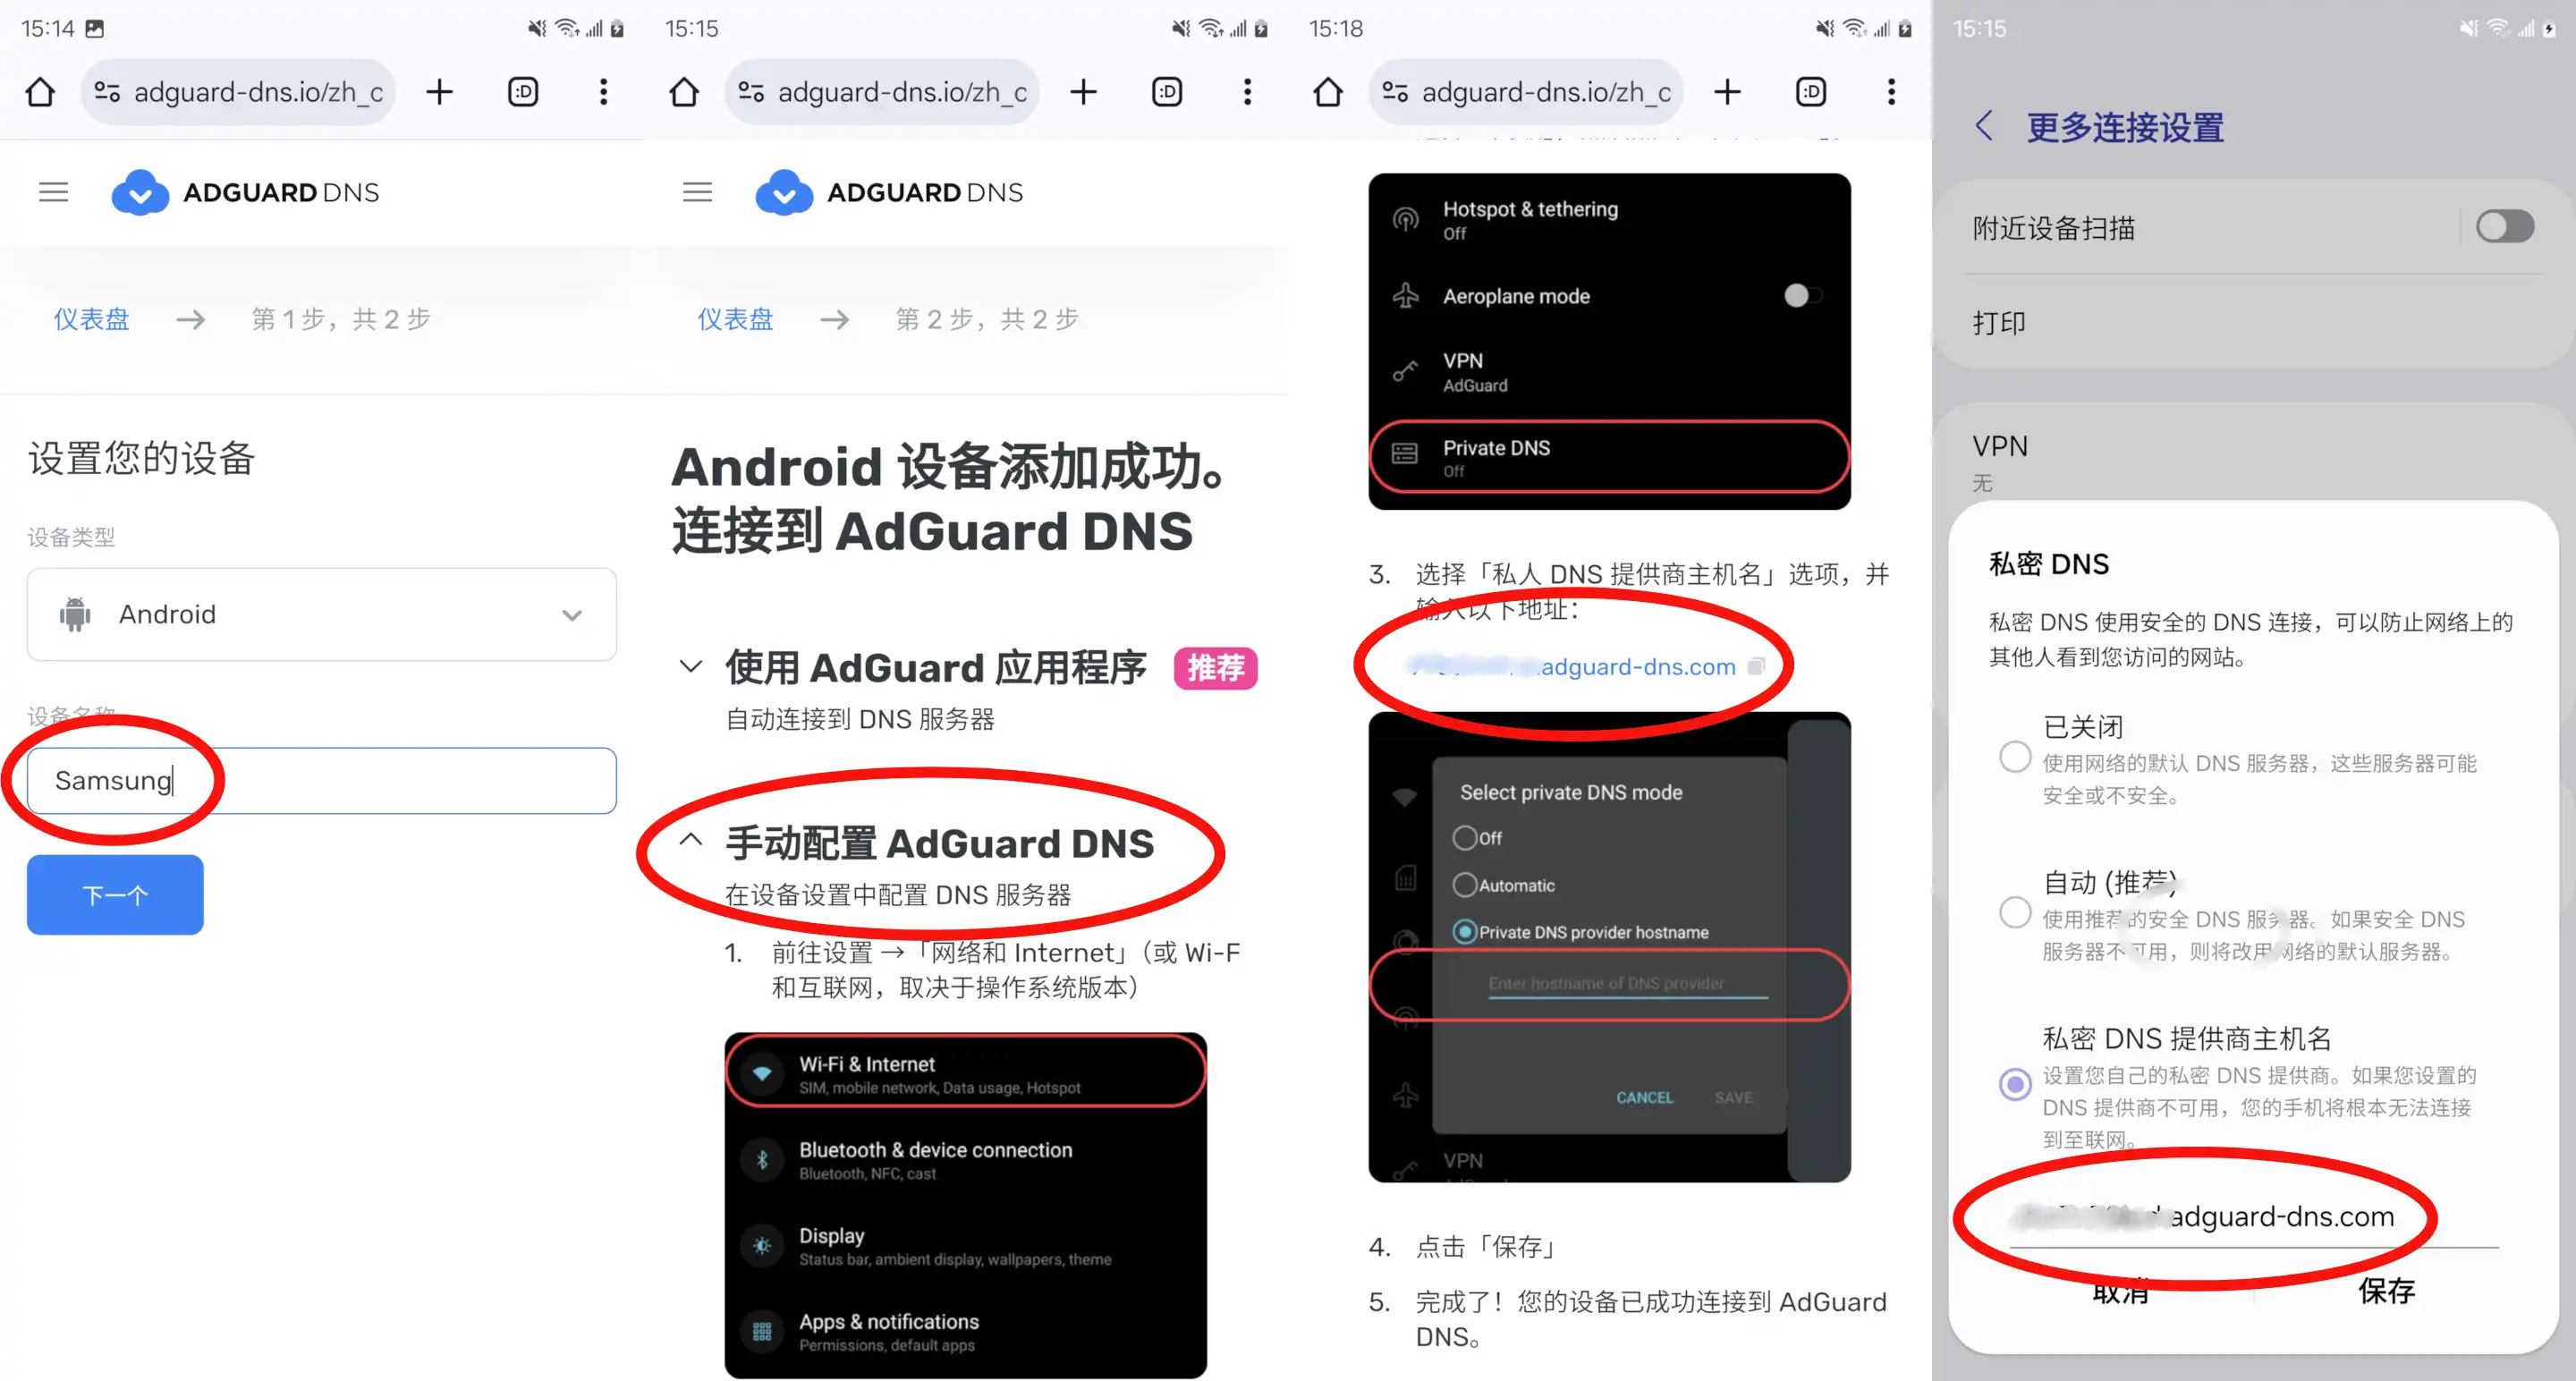 15:14
adguard-dns.io/zh_c
:D
ADGUARD DNS
仪表盘 → 第 1 步，共 2 步
设置您的设备
设备类型
Android
设备名称
Samsung
下一个
15:15
adguard-dns.io/zh_c
:D
ADGUARD DNS
仪表盘 → 第 2 步，共 2 步
Android 设备添加成功。
连接到 AdGuard DNS
使用 AdGuard 应用程序 推荐
自动连接到 DNS 服务器
手动配置 AdGuard DNS
在设备设置中配置 DNS 服务器
1. 前往设置 →「网络和 Internet」（或 Wi-F
和互联网，取决于操作系统版本）
Wi-Fi & Internet
SIM, mobile network, Data usage, Hotspot
Bluetooth & device connection
Bluetooth, NFC, cast
Display
Status bar, ambient display, wallpapers, theme
Apps & notifications
Permissions, default apps
15:18
adguard-dns.io/zh_c
:D
Hotspot & tethering
Off
Aeroplane mode
VPN
AdGuard
Private DNS
Off
3. 选择「私人 DNS 提供商主机名」选项，并
输入以下地址：
.adguard-dns.com
Select private DNS mode
Off
Automatic
Private DNS provider hostname
Enter hostname of DNS provider
CANCEL SAVE
VPN
4. 点击「保存」
5. 完成了！您的设备已成功连接到 AdGuard
DNS。
15:15
更多连接设置
附近设备扫描
打印
VPN
无
私密 DNS
私密 DNS 使用安全的 DNS 连接，可以防止网络上的
其他人看到您访问的网站。
已关闭
使用网络的默认 DNS 服务器，这些服务器可能
安全或不安全。
自动 (推荐)
使用推荐的安全 DNS 服务器。如果安全 DNS
服务器不可用，则将改用网络的默认服务器。
私密 DNS 提供商主机名
设置您自己的私密 DNS 提供商。如果您设置的
DNS 提供商不可用，您的手机将根本无法连接
到至联网。
adguard-dns.com
取消 保存